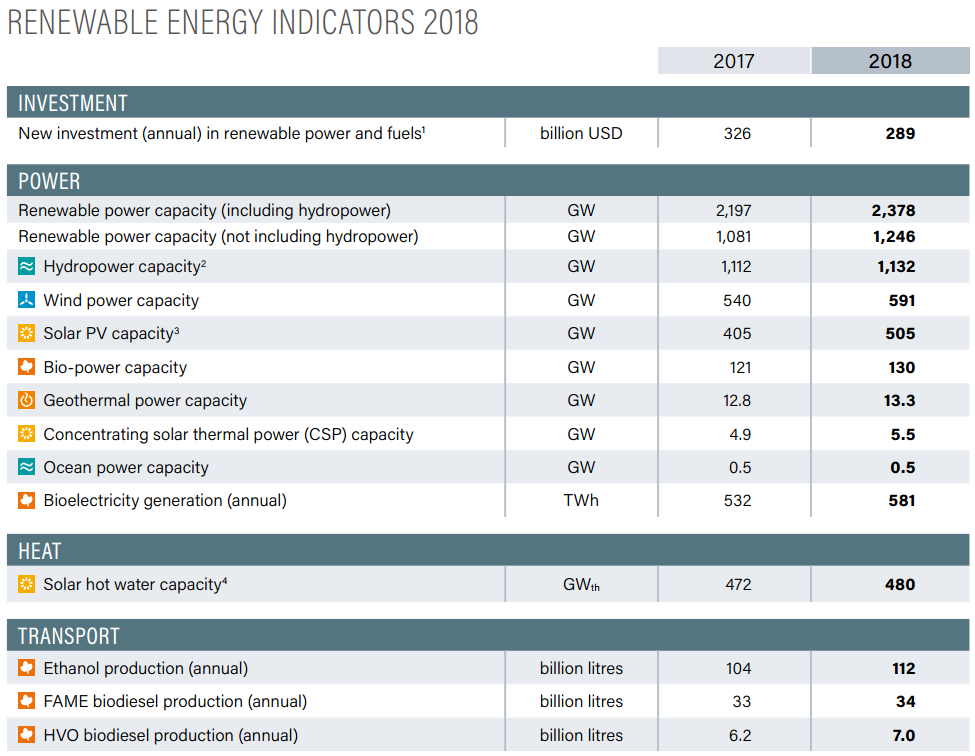 RENEWABLE ENERGY INDICATORS 2018
2017 2018
INVESTMENT
New investment (annual) in renewable power and fuels¹ billion USD 326 289
POWER
Renewable power capacity (including hydropower) GW 2,197 2,378
Renewable power capacity (not including hydropower) GW 1,081 1,246
Hydropower capacity² GW 1,112 1,132
Wind power capacity GW 540 591
Solar PV capacity³ GW 405 505
Bio-power capacity GW 121 130
Geothermal power capacity GW 12.8 13.3
Concentrating solar thermal power (CSP) capacity GW 4.9 5.5
Ocean power capacity GW 0.5 0.5
Bioelectricity generation (annual) TWh 532 581
HEAT
Solar hot water capacity⁴ GWth 472 480
TRANSPORT
Ethanol production (annual) billion litres 104 112
FAME biodiesel production (annual) billion litres 33 34
HVO biodiesel production (annual) billion litres 6.2 7.0